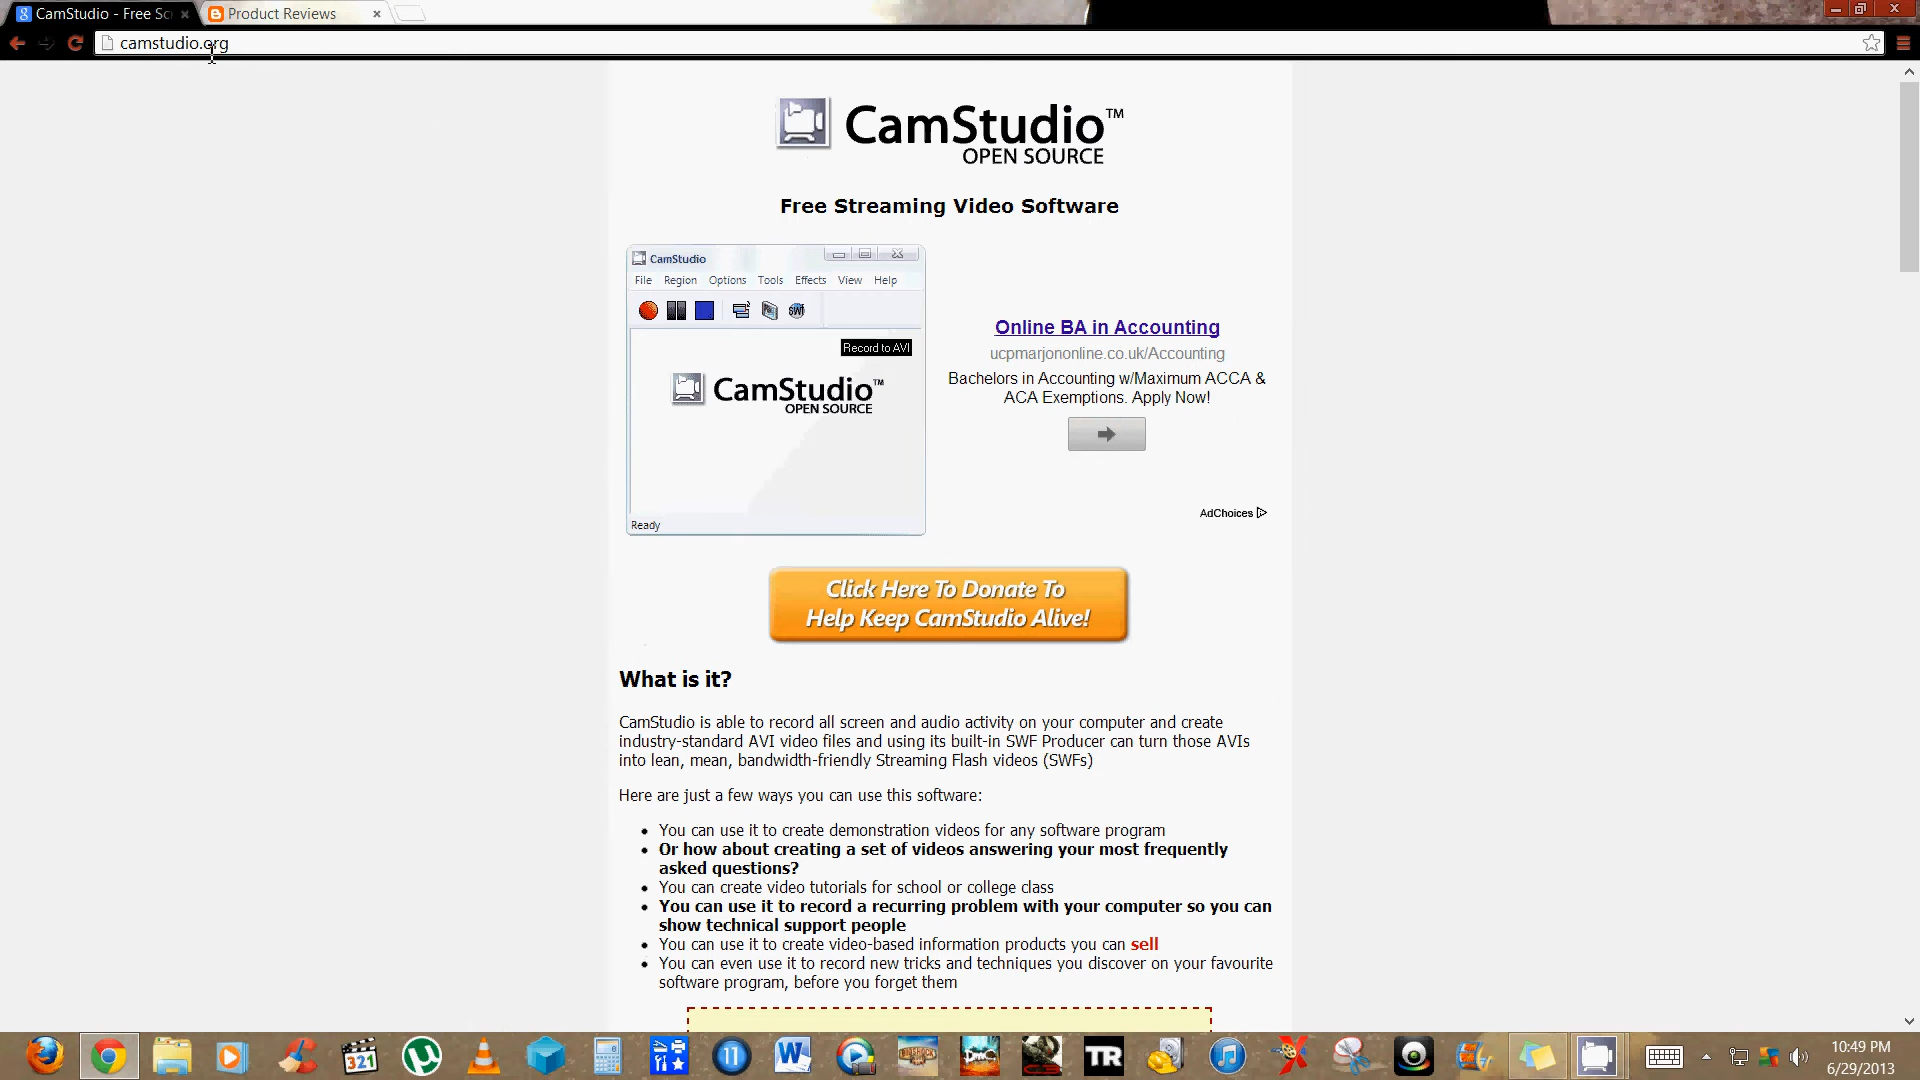 CamStudio - Free Sc
Product Reviews
camstudio.org
CamStudio™
OPEN SOURCE
Free Streaming Video Software
CamStudio
File Region Options Tools Effects View Help
Record to AVI
CamStudio™
OPEN SOURCE
Ready
Online BA in Accounting
ucpmarjononline.co.uk/Accounting
Bachelors in Accounting w/Maximum ACCA &
ACA Exemptions. Apply Now!
AdChoices
Click Here To Donate To
Help Keep CamStudio Alive!
What is it?
CamStudio is able to record all screen and audio activity on your computer and create
industry-standard AVI video files and using its built-in SWF Producer can turn those AVIs
into lean, mean, bandwidth-friendly Streaming Flash videos (SWFs)
Here are just a few ways you can use this software:
You can use it to create demonstration videos for any software program
Or how about creating a set of videos answering your most frequently
asked questions?
You can create video tutorials for school or college class
You can use it to record a recurring problem with your computer so you can
show technical support people
You can use it to create video-based information products you can sell
You can even use it to record new tricks and techniques you discover on your favourite
software program, before you forget them
321
11
W
TR
10:49 PM
6/29/2013